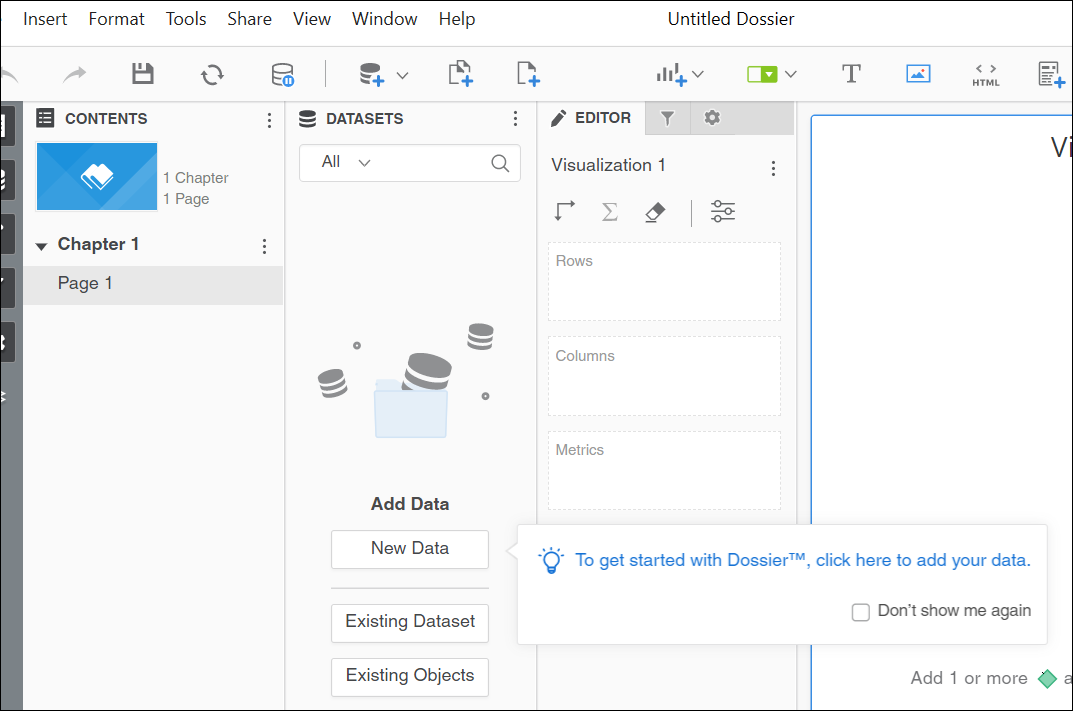 Insert Format Tools Share View Window Help Untitled Dossier
HTML
CONTENTS
1 Chapter
1 Page
Chapter 1
Page 1
DATASETS
All
Add Data
New Data
Existing Dataset
Existing Objects
EDITOR
Visualization 1
Rows
Columns
Metrics
To get started with Dossier™, click here to add your data.
Don't show me again
Vi
Add 1 or more a